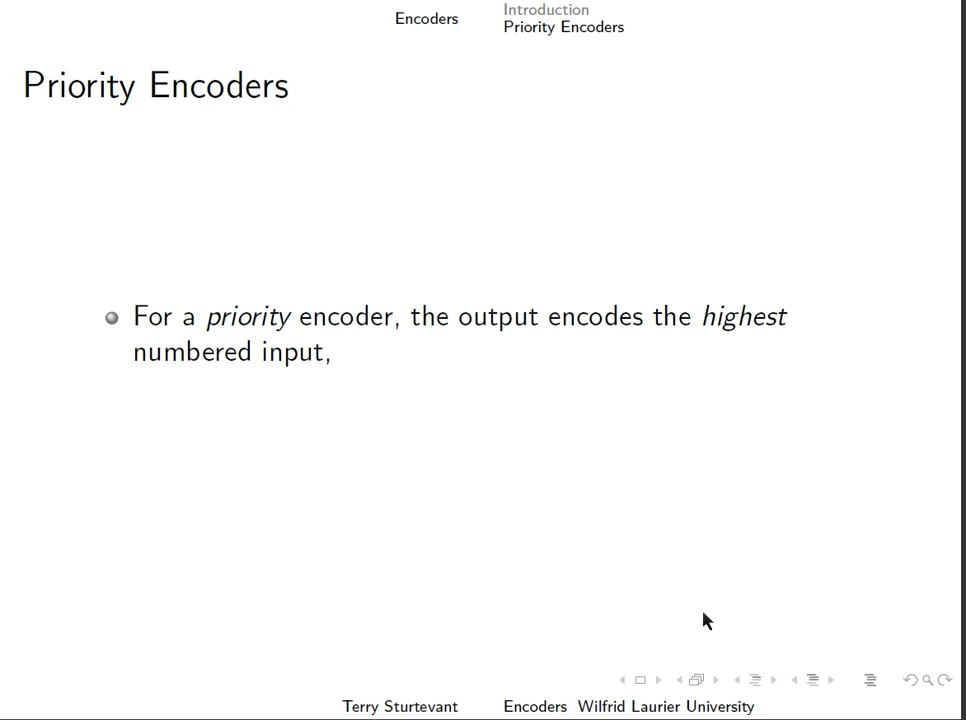 Encoders
Introduction
Priority Encoders
Priority Encoders
For a priority encoder, the output encodes the highest
numbered input,
Terry Sturtevant
Encoders Wilfrid Laurier University